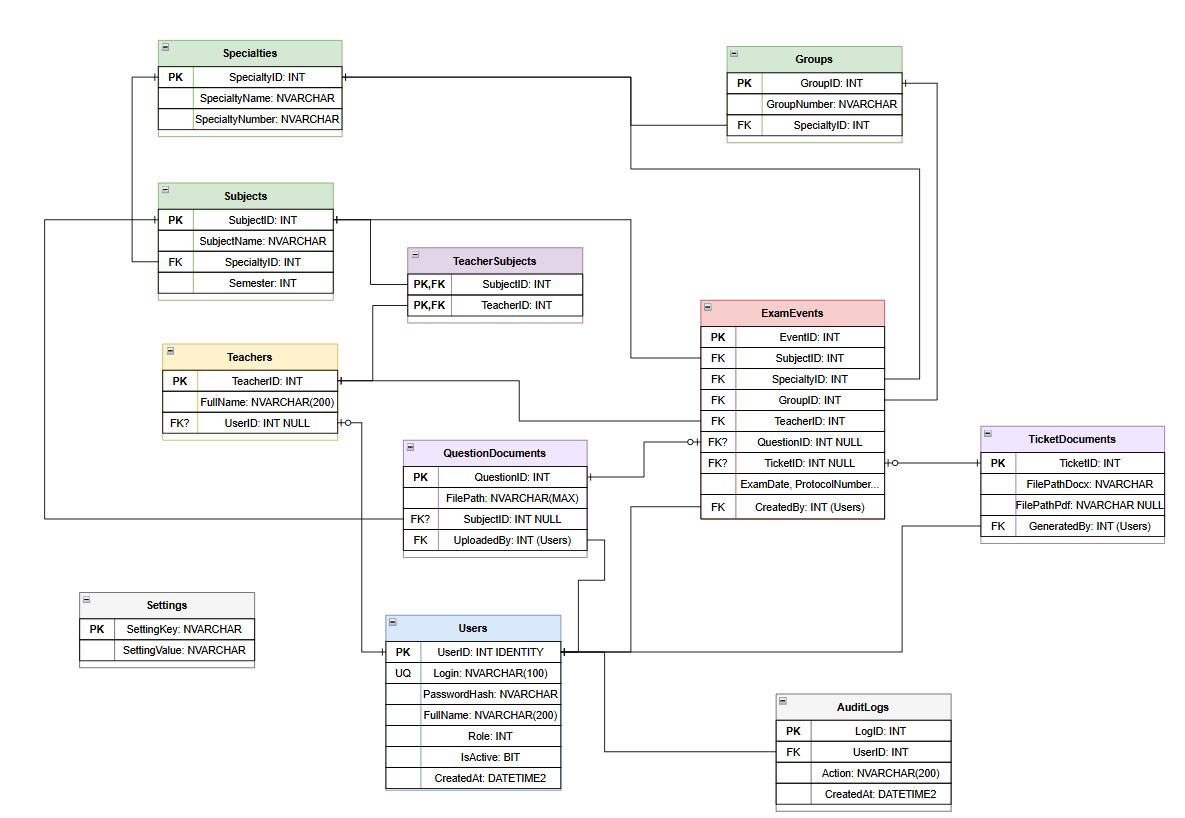 Specialties
PK SpecialtyID: INT
SpecialtyName: NVARCHAR
SpecialtyNumber: NVARCHAR
Groups
PK GroupID: INT
GroupNumber: NVARCHAR
FK SpecialtyID: INT
Subjects
PK SubjectID: INT
SubjectName: NVARCHAR
FK SpecialtyID: INT
Semester: INT
TeacherSubjects
PK,FK SubjectID: INT
PK,FK TeacherID: INT
ExamEvents
PK EventID: INT
FK SubjectID: INT
FK SpecialtyID: INT
FK GroupID: INT
FK TeacherID: INT
FK? QuestionID: INT NULL
FK? TicketID: INT NULL
ExamDate, ProtocolNumber...
FK CreatedBy: INT (Users)
Teachers
PK TeacherID: INT
FullName: NVARCHAR(200)
FK? UserID: INT NULL
QuestionDocuments
PK QuestionID: INT
FilePath: NVARCHAR(MAX)
FK? SubjectID: INT NULL
FK UploadedBy: INT (Users)
TicketDocuments
PK TicketID: INT
FilePathDocx: NVARCHAR
FilePathPdf: NVARCHAR NULL
FK GeneratedBy: INT (Users)
Settings
PK SettingKey: NVARCHAR
SettingValue: NVARCHAR
Users
PK UserID: INT IDENTITY
UQ Login: NVARCHAR(100)
PasswordHash: NVARCHAR
FullName: NVARCHAR(200)
Role: INT
IsActive: BIT
CreatedAt: DATETIME2
AuditLogs
PK LogID: INT
FK UserID: INT
Action: NVARCHAR(200)
CreatedAt: DATETIME2